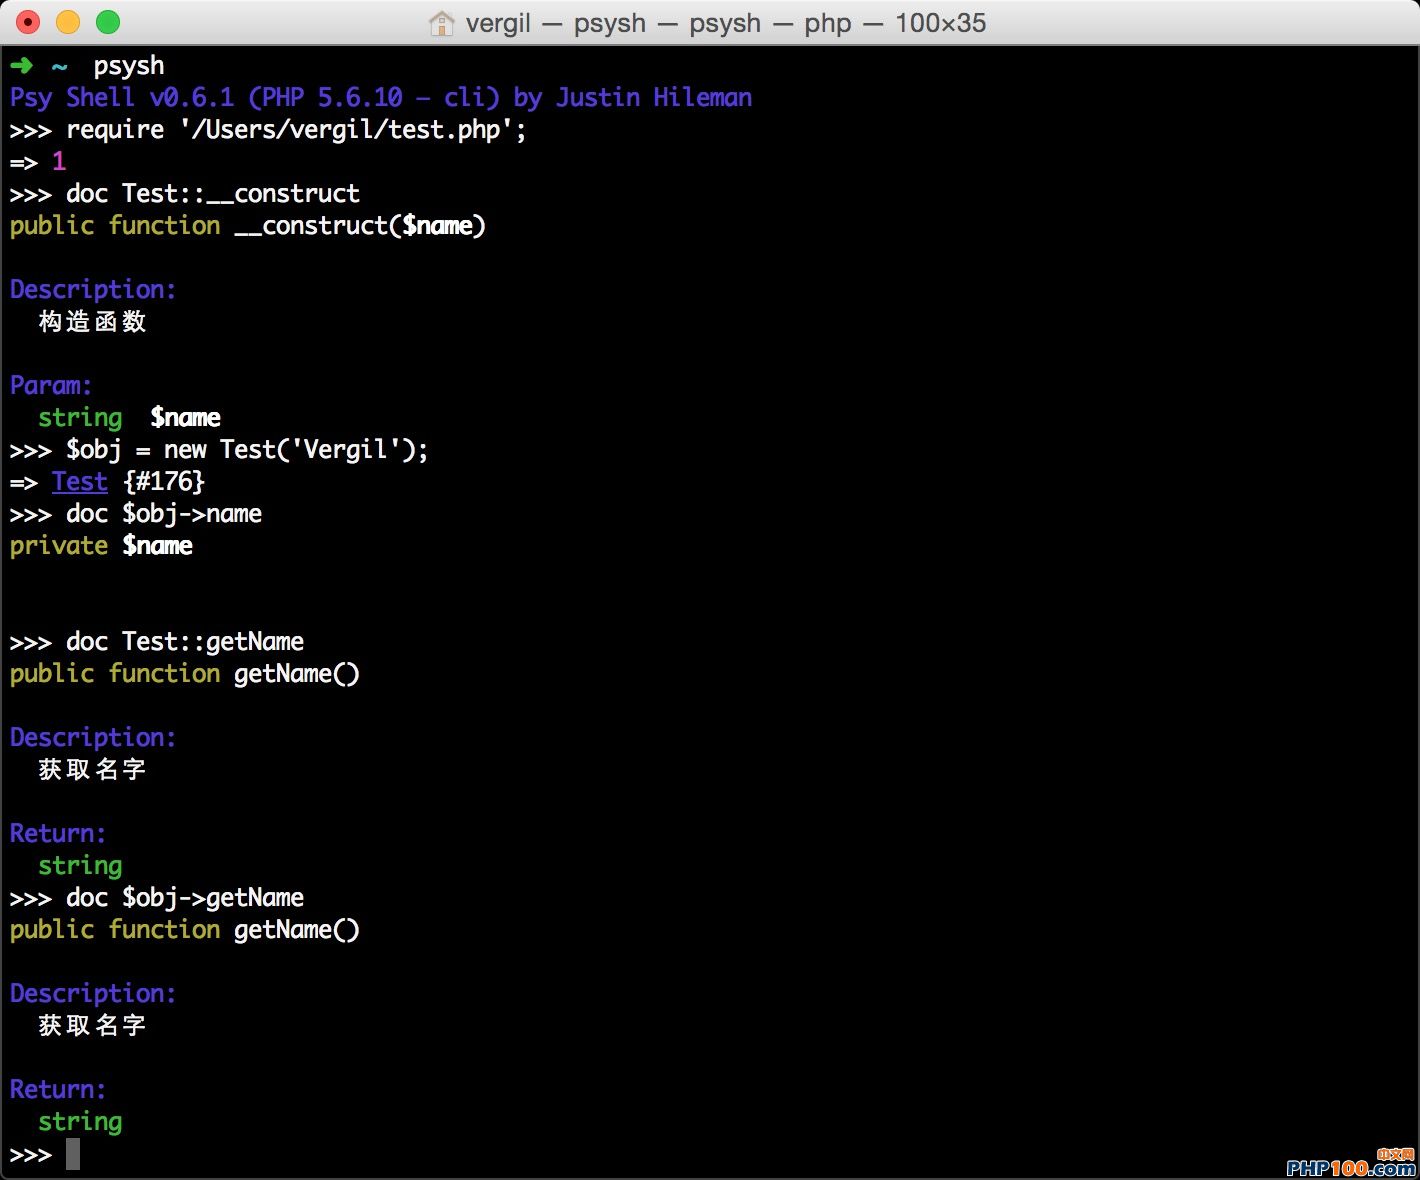 vergil — psysh — psysh — php — 100×35
➜ ~ psysh
Psy Shell v0.6.1 (PHP 5.6.10 — cli) by Justin Hileman
>>> require '/Users/vergil/test.php';
=> 1
>>> doc Test::__construct
public function __construct($name)
Description:
构造函数
Param:
string $name
>>> $obj = new Test('Vergil');
=> Test {#176}
>>> doc $obj->name
private $name
>>> doc Test::getName
public function getName()
Description:
获取名字
Return:
string
>>> doc $obj->getName
public function getName()
Description:
获取名字
Return:
string
>>>
中文网
PHP100.com